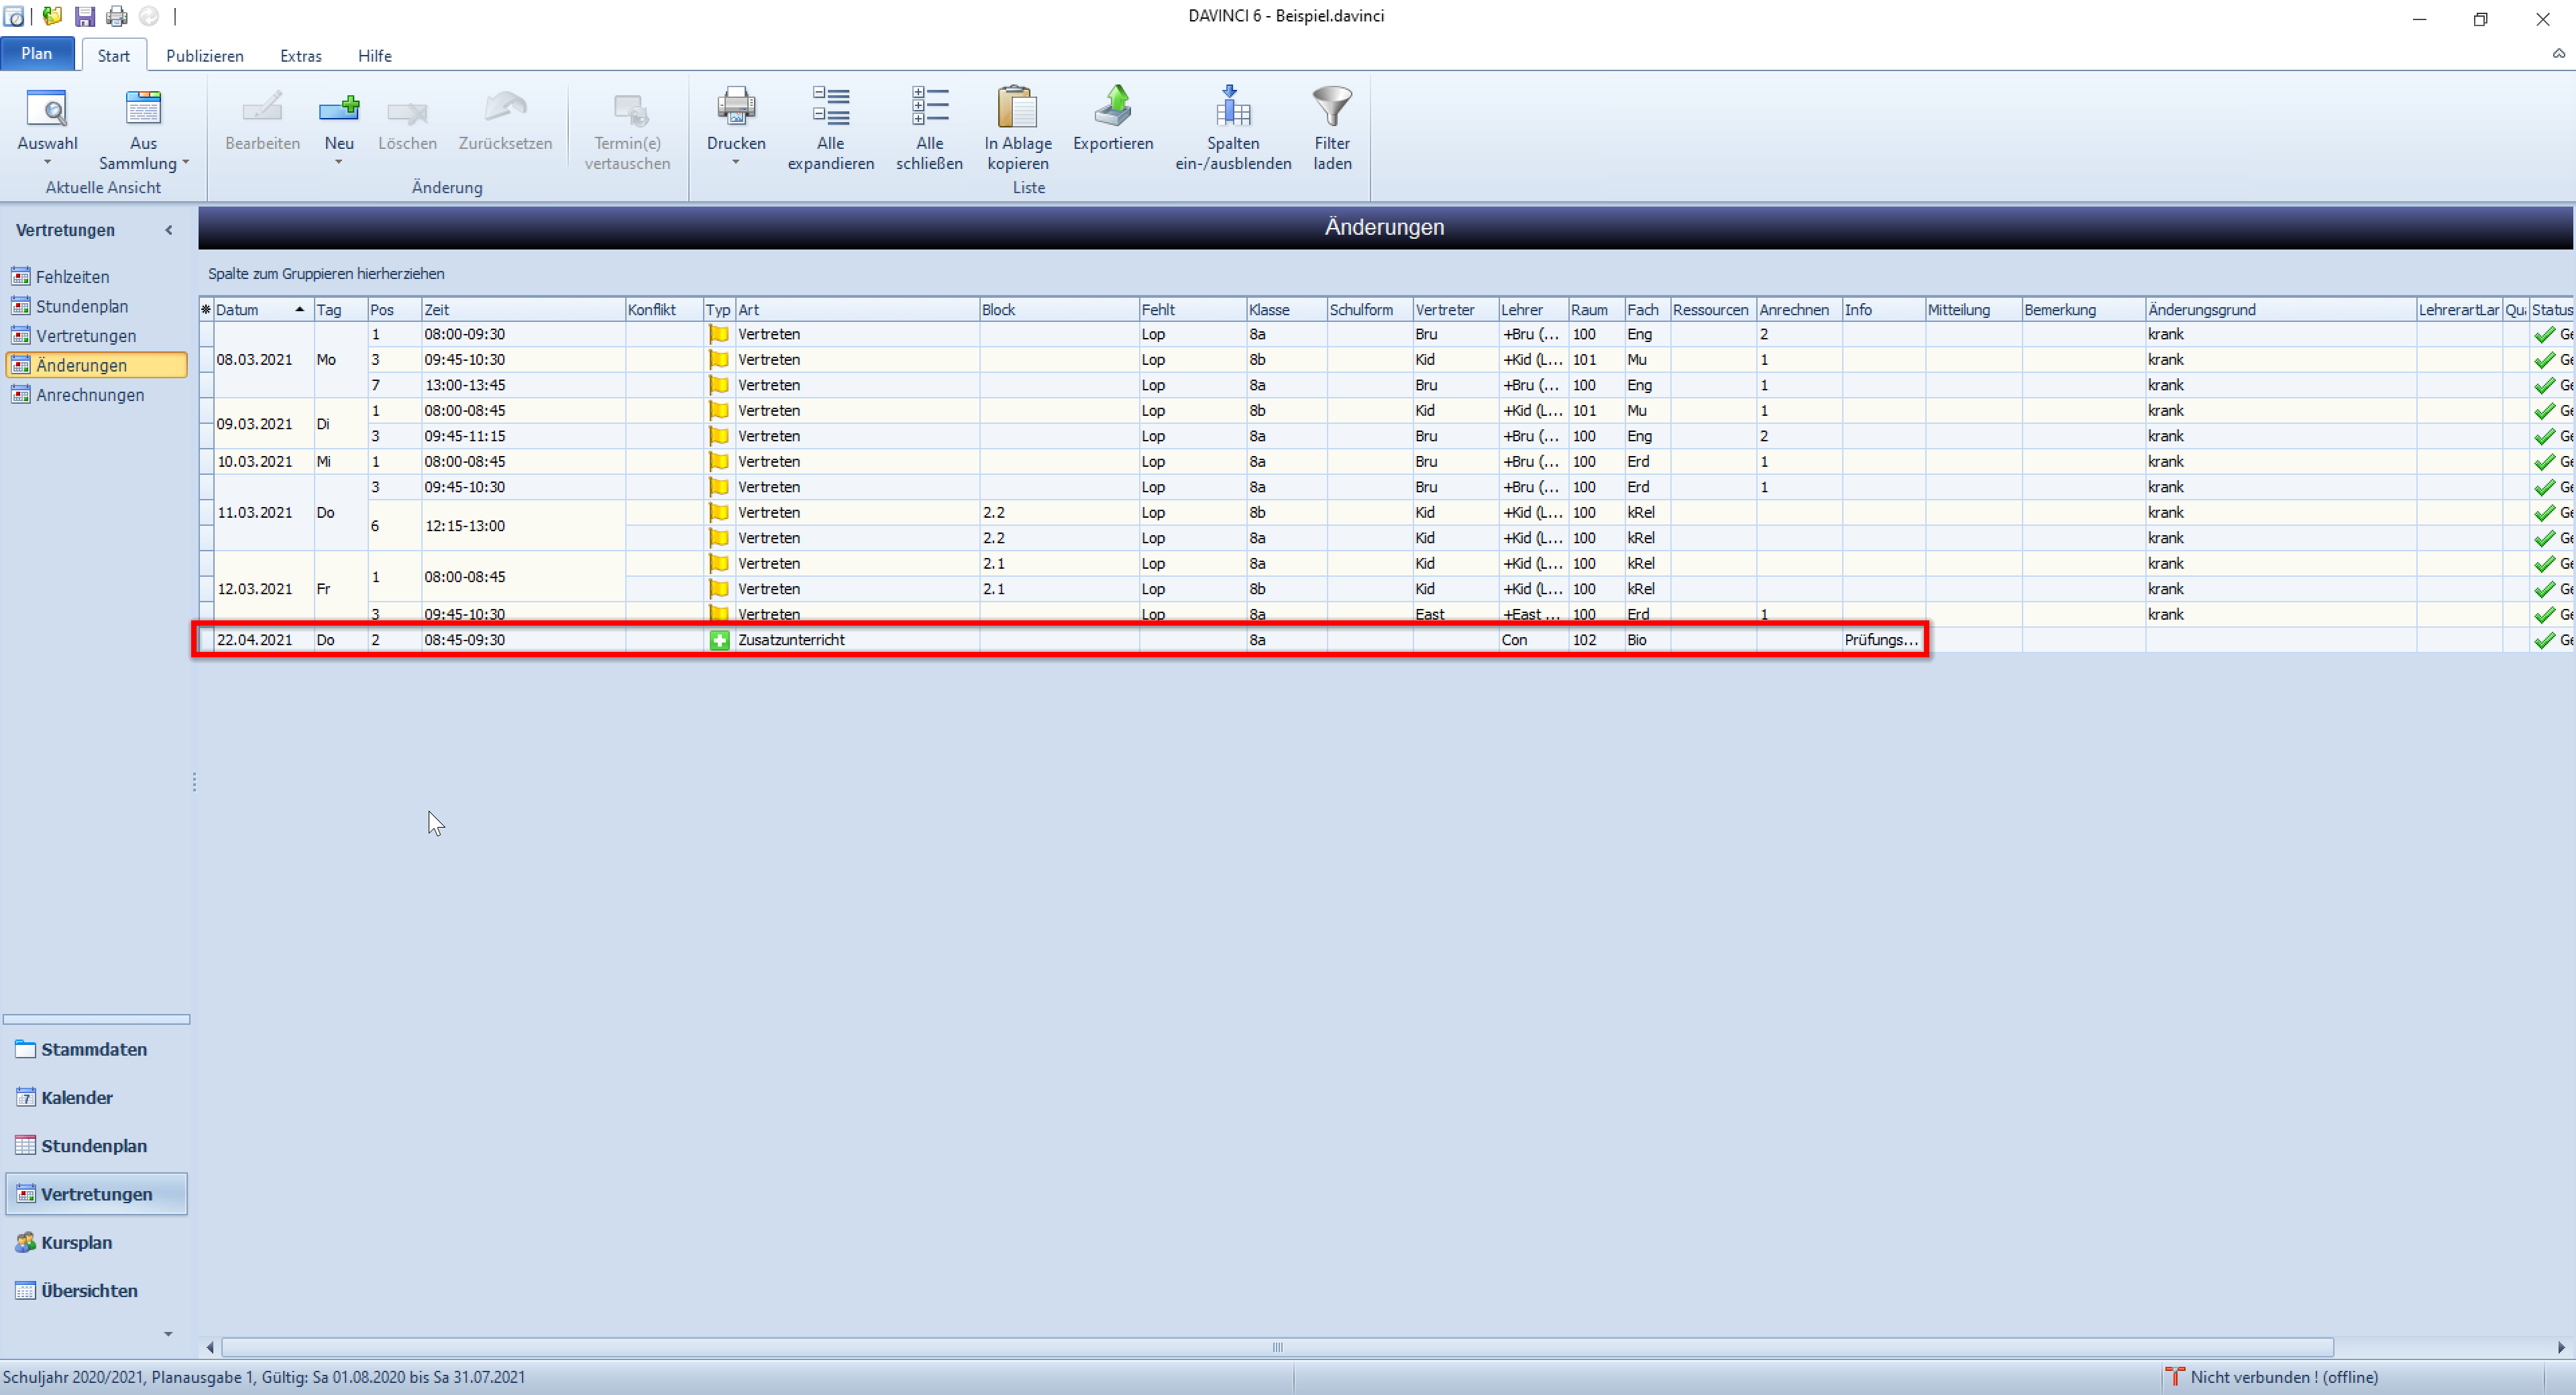 DAVINCI 6 - Beispiel.davinci
Plan Start Publizieren Extras Hilfe
Auswahl Aus Sammlung Bearbeiten Neu Löschen Zurücksetzen Termin(e) vertauschen Drucken Alle expandieren Alle schließen In Ablage kopieren Exportieren Spalten ein-/ausblenden Filter laden
Aktuelle Ansicht Änderung Liste
Vertretungen
Fehlzeiten
Stundenplan
Vertretungen
Änderungen
Anrechnungen
Änderungen
Spalte zum Gruppieren hierherziehen
Datum Tag Pos Zeit Konflikt Typ Art Block Fehlt Klasse Schulform Vertreter Lehrer Raum Fach Ressourcen Anrechnen Info Mitteilung Bemerkung Änderungsgrund LehrerartLar Qu Status
08.03.2021 Mo 1 08:00-09:30 Vertreten Lop 8a Bru +Bru (... 100 Eng 2 krank Ge
3 09:45-10:30 Vertreten Lop 8b Kid +Kid (L... 101 Mu 1 krank Ge
7 13:00-13:45 Vertreten Lop 8a Bru +Bru (... 100 Eng 1 krank Ge
09.03.2021 Di 1 08:00-08:45 Vertreten Lop 8b Kid +Kid (L... 101 Mu 1 krank Ge
3 09:45-11:15 Vertreten Lop 8a Bru +Bru (... 100 Eng 2 krank Ge
10.03.2021 Mi 1 08:00-08:45 Vertreten Lop 8a Bru +Bru (... 100 Erd 1 krank Ge
11.03.2021 Do 3 09:45-10:30 Vertreten Lop 8a Bru +Bru (... 100 Erd 1 krank Ge
6 12:15-13:00 Vertreten 2.2 Lop 8b Kid +Kid (L... 100 kRel krank Ge
Vertreten 2.2 Lop 8a Kid +Kid (L... 100 kRel krank Ge
12.03.2021 Fr 1 08:00-08:45 Vertreten 2.1 Lop 8a Kid +Kid (L... 100 kRel krank Ge
Vertreten 2.1 Lop 8b Kid +Kid (L... 100 kRel krank Ge
3 09:45-10:30 Vertreten Lop 8a East +East ... 100 Erd 1 krank Ge
22.04.2021 Do 2 08:45-09:30 Zusatzunterricht 8a Con 102 Bio Prüfungs... Ge
Stammdaten
Kalender
Stundenplan
Vertretungen
Kursplan
Übersichten
Schuljahr 2020/2021, Planausgabe 1, Gültig: Sa 01.08.2020 bis Sa 31.07.2021
Nicht verbunden ! (offline)